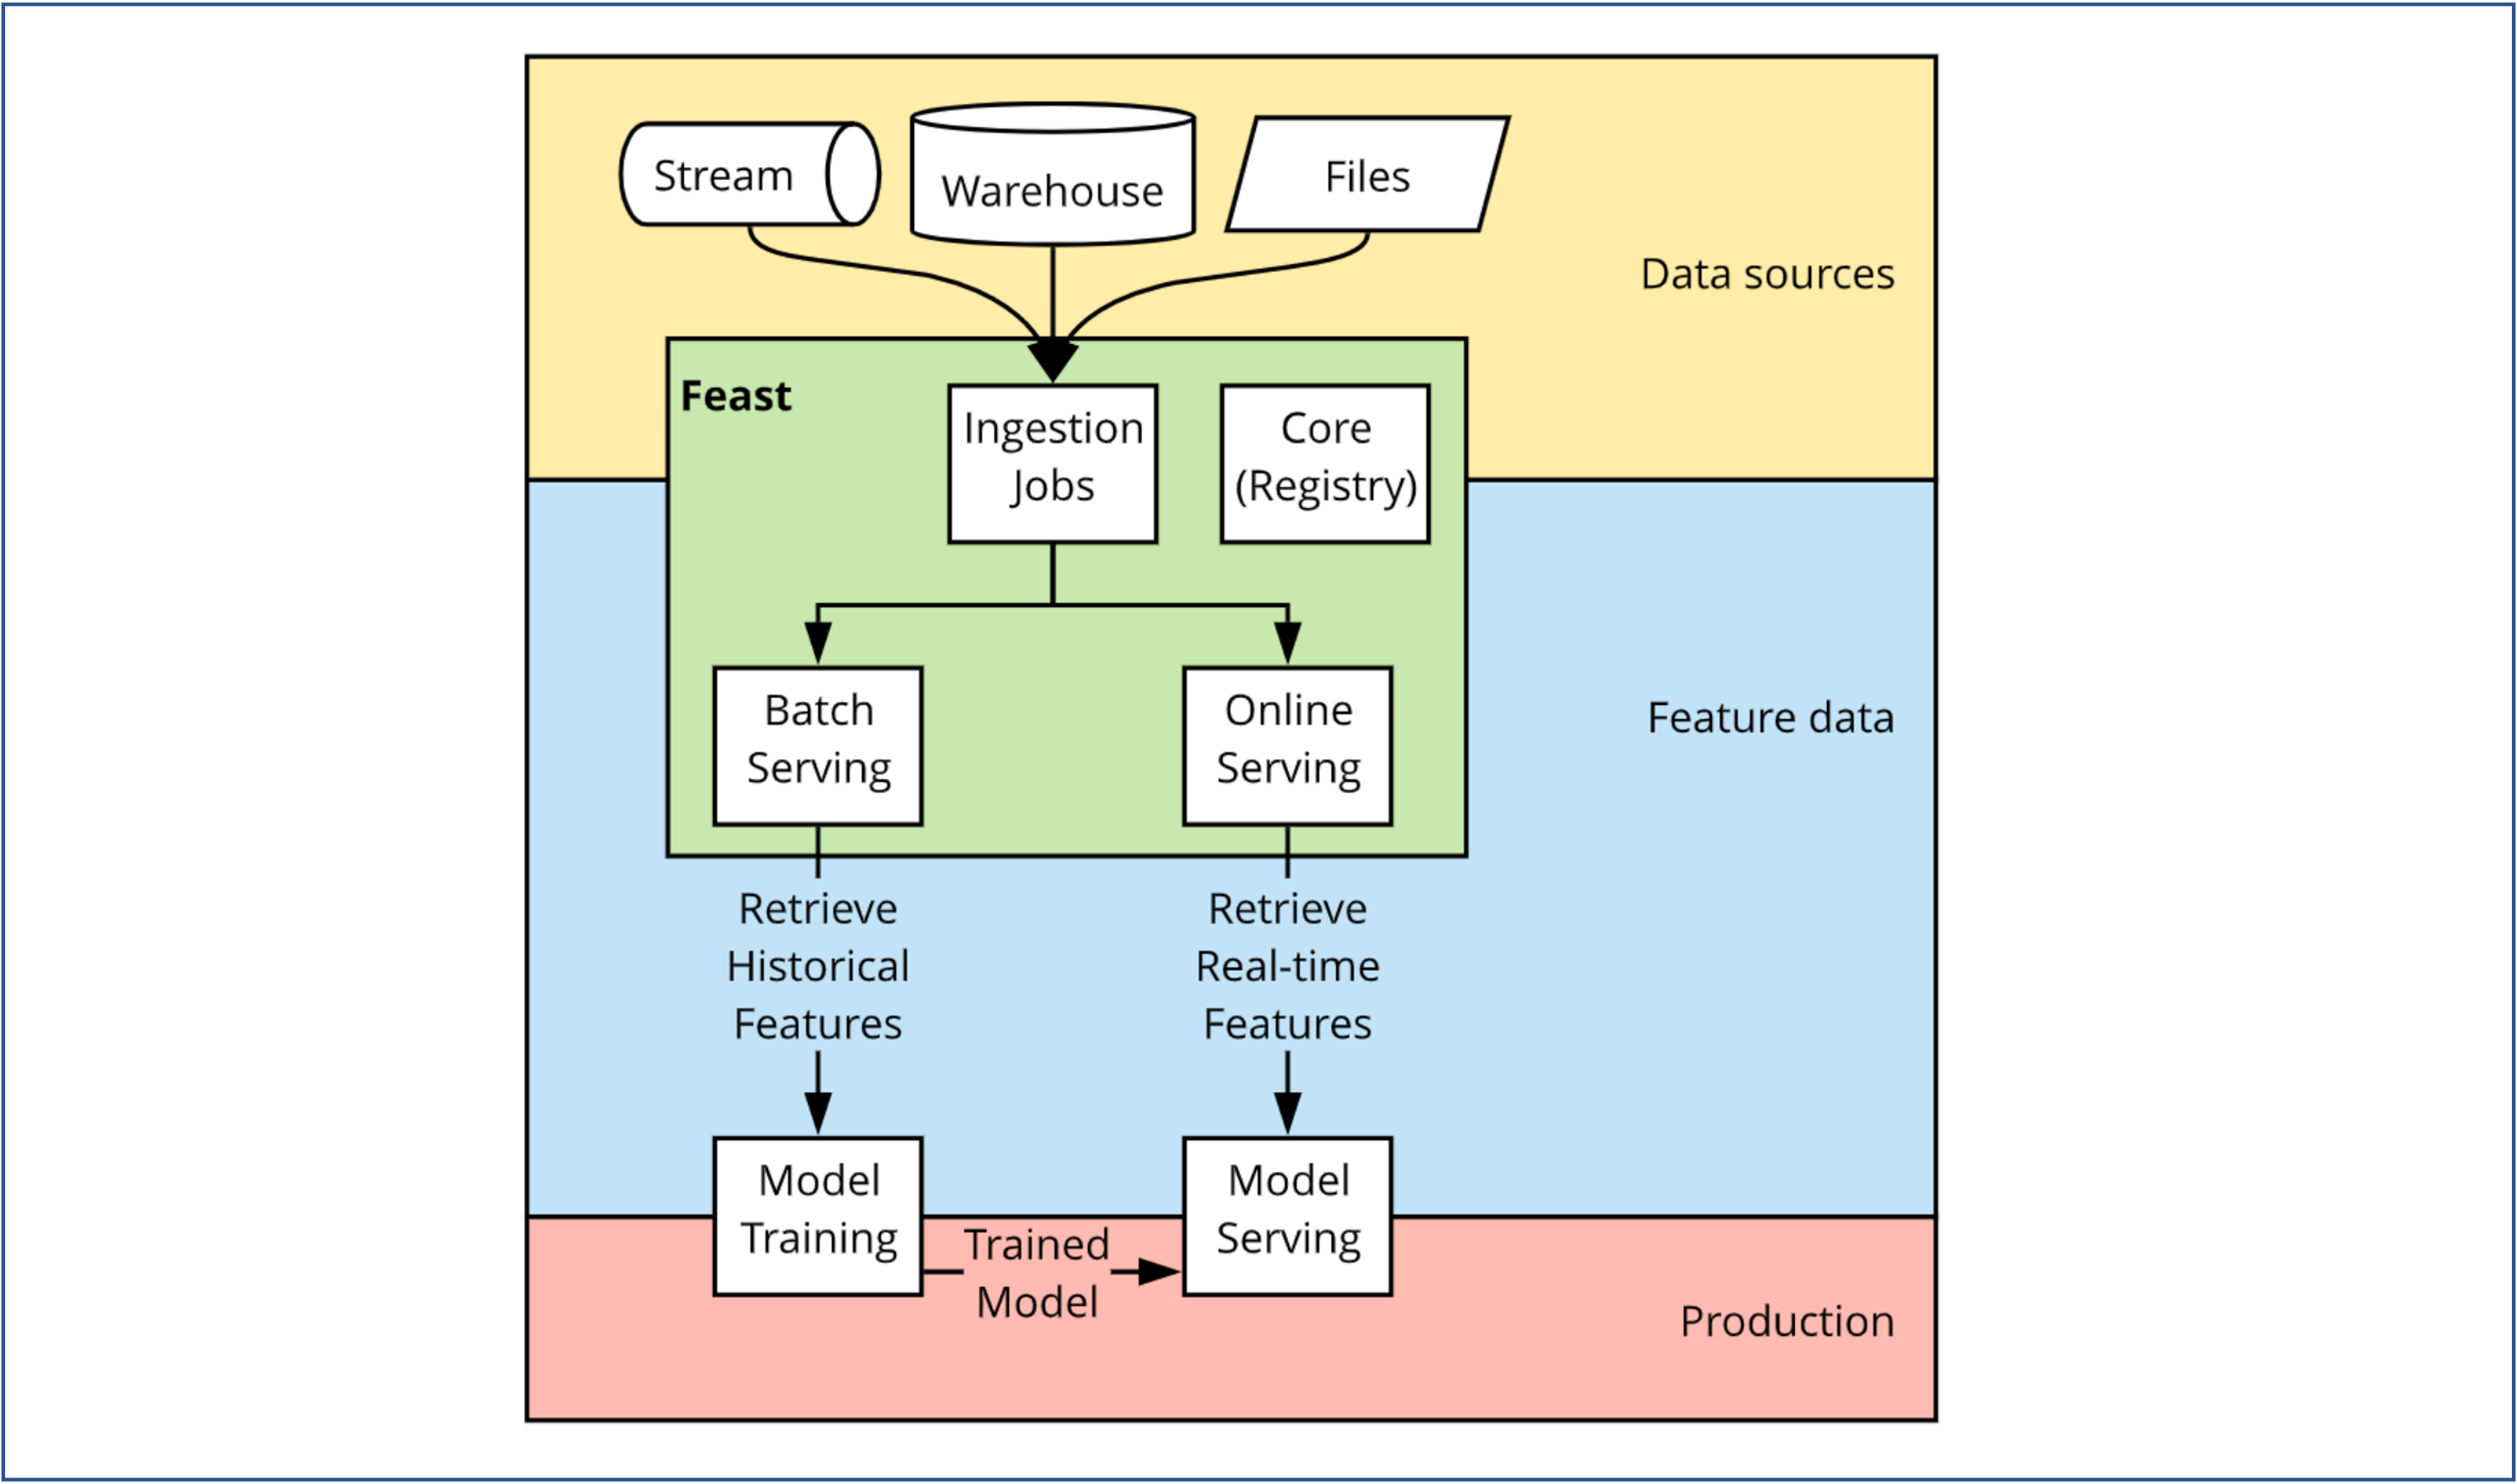 Stream
Warehouse
Files
Data sources
Feast
Ingestion
Jobs
Core
(Registry)
Batch
Serving
Online
Serving
Feature data
Retrieve
Historical
Features
Retrieve
Real-time
Features
Model
Training
Trained
Model
Model
Serving
Production